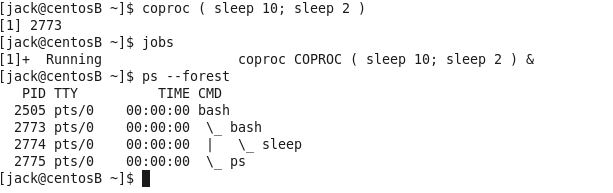 [jack@centosB ~]$ coproc ( sleep 10; sleep 2 )
[1] 2773
[jack@centosB ~]$ jobs
[1]+  Running                 coproc COPROC ( sleep 10; sleep 2 ) &
[jack@centosB ~]$ ps --forest
  PID TTY          TIME CMD
 2505 pts/0    00:00:00 bash
 2773 pts/0    00:00:00  \_ bash
 2774 pts/0    00:00:00  |   \_ sleep
 2775 pts/0    00:00:00  \_ ps
[jack@centosB ~]$